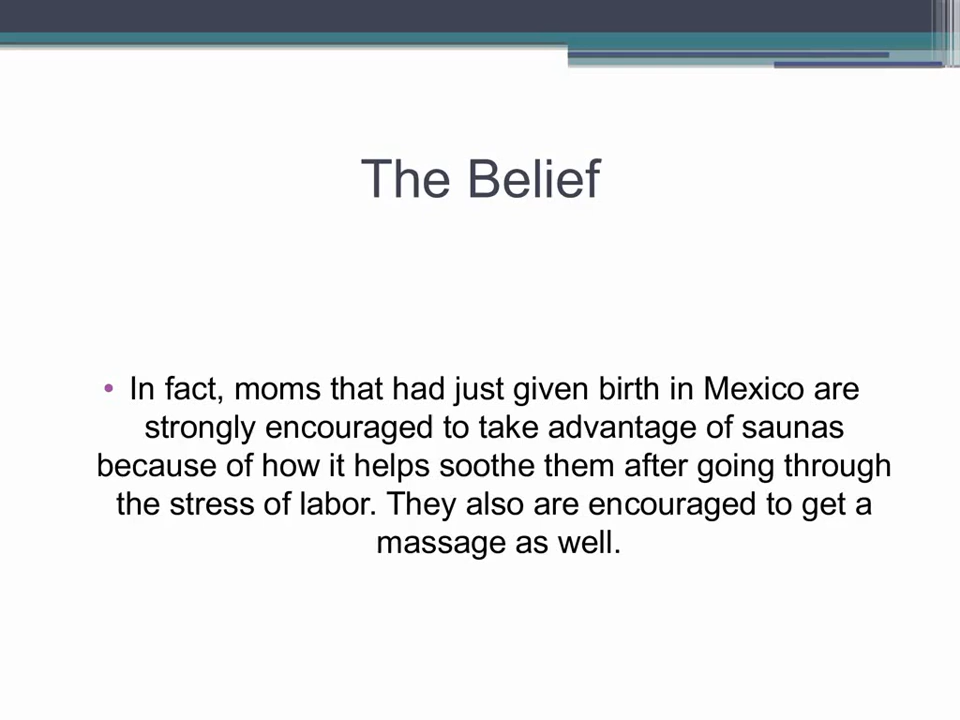 The Belief
• In fact, moms that had just given birth in Mexico are
strongly encouraged to take advantage of saunas
because of how it helps soothe them after going through
the stress of labor. They also are encouraged to get a
massage as well.